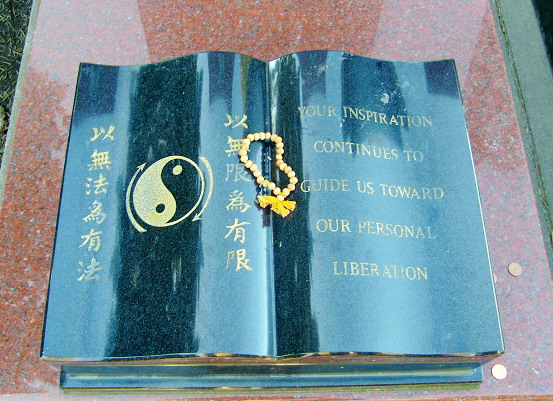 以無法為有法
以無限為有限
YOUR INSPIRATION
CONTINUES TO
GUIDE US TOWARD
OUR PERSONAL
LIBERATION